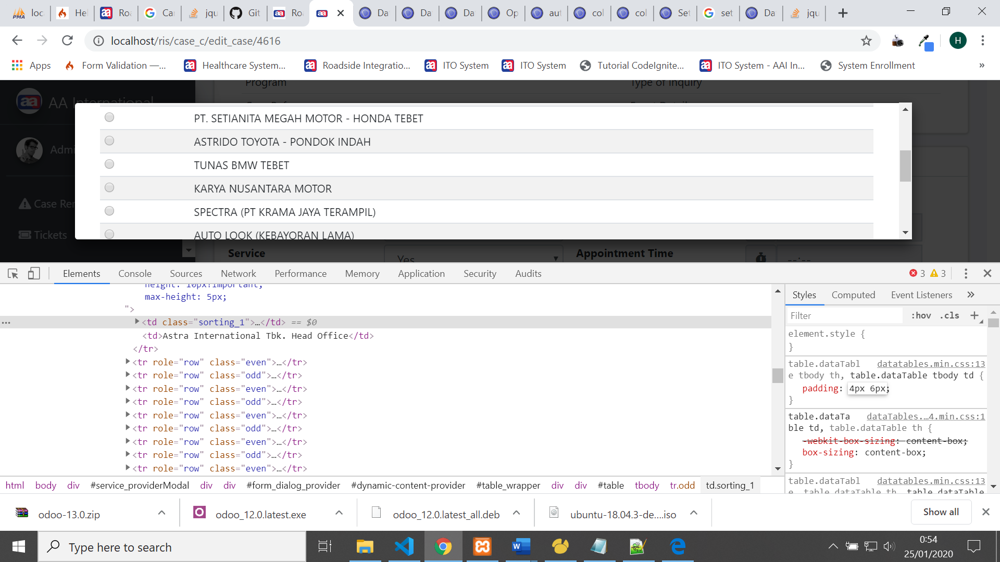 loc
Hel
Roa
Car
jqu
Git
Roa
Da
Da
Da
Op
aut
col
col
Set
set
Da
jqu
localhost/ris/case_c/edit_case/4616
H
Apps
Form Validation —...
Healthcare System...
Roadside Integratio...
ITO System
ITO System
Tutorial CodeIgnite...
ITO System - AAI In...
System Enrollment
»
Program
Type of Inquiry
AA International
PT. SETIANITA MEGAH MOTOR - HONDA TEBET
ASTRIDO TOYOTA - PONDOK INDAH
Admi
TUNAS BMW TEBET
KARYA NUSANTARA MOTOR
Case Rer
SPECTRA (PT KRAMA JAYA TERAMPIL)
Tickets
AUTO LOOK (KEBAYORAN LAMA)
Service
Yes
Appointment Time
--:--
Elements
Console
Sources
Network
Performance
Memory
Application
Security
Audits
3
3
height: 10px!important;
max-height: 5px;
">
<td class="sorting_1">…</td> == $0
<td>Astra International Tbk. Head Office</td>
</tr>
<tr role="row" class="even">…</tr>
<tr role="row" class="odd">…</tr>
<tr role="row" class="even">…</tr>
<tr role="row" class="odd">…</tr>
<tr role="row" class="even">…</tr>
<tr role="row" class="odd">…</tr>
<tr role="row" class="even">…</tr>
<tr role="row" class="odd">…</tr>
<tr role="row" class="even">…</tr>
Styles
Computed
Event Listeners
»
Filter
:hov .cls +
element.style {
}
table.dataTabl datatables.min.css:13
e tbody th, table.dataTable tbody td {
padding: 4px 6px;
}
table.dataTa dataTables.…4.min.css:1
ble td, table.dataTable th {
-webkit-box-sizing: content-box;
box-sizing: content-box;
}
table.dataTabl datatables.min.css:13
e, table.dataTable th, table.dataTable
html body div #service_providerModal div div #form_dialog_provider #dynamic-content-provider #table_wrapper div div #table tbody tr.odd td.sorting_1
odoo-13.0.zip
odoo_12.0.latest.exe
odoo_12.0.latest_all.deb
ubuntu-18.04.3-de....iso
Show all
Type here to search
0:54
25/01/2020